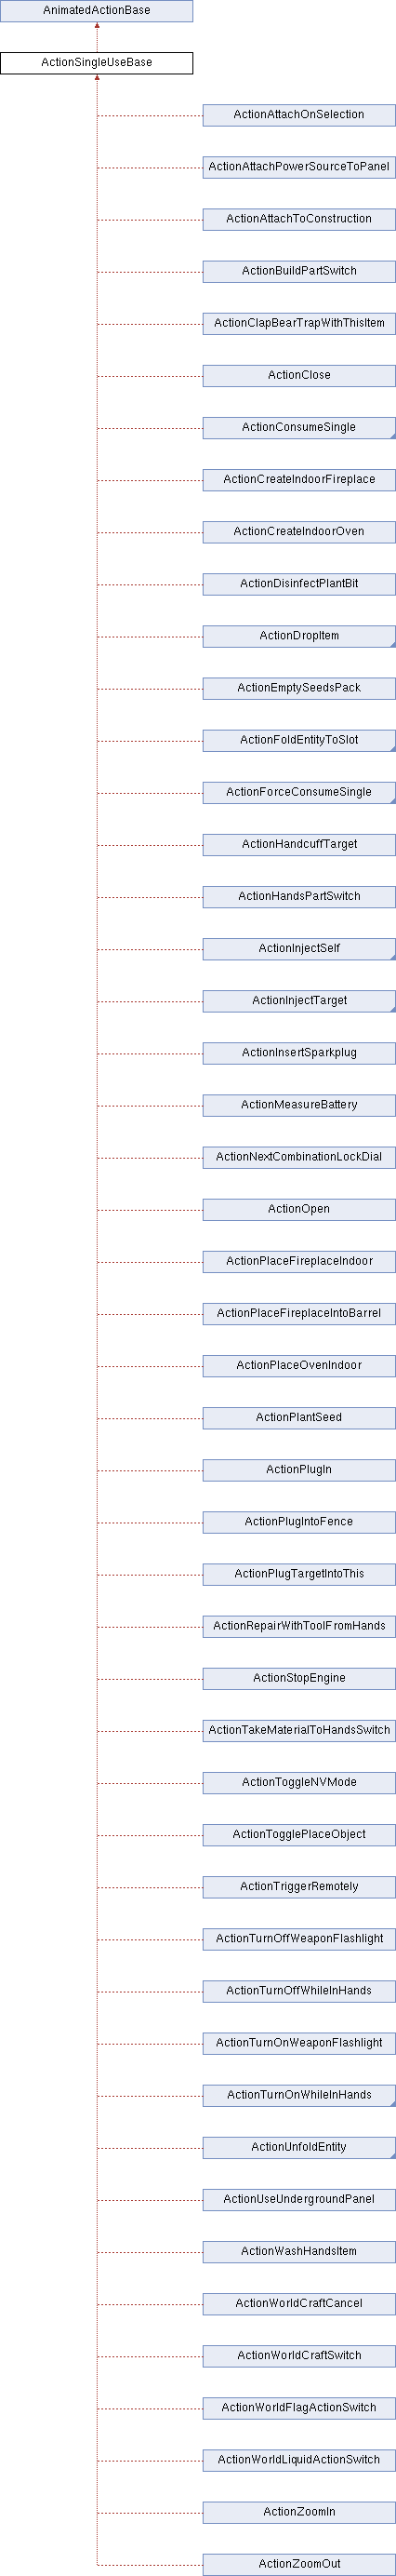 AnimatedActionBase
ActionSingleUseBase
ActionAttachOnSelection
ActionAttachPowerSourceToPanel
ActionAttachToConstruction
ActionBuildPartSwitch
ActionClapBearTrapWithThisItem
ActionClose
ActionConsumeSingle
ActionCreateIndoorFireplace
ActionCreateIndoorOven
ActionDisinfectPlantBit
ActionDropItem
ActionEmptySeedsPack
ActionFoldEntityToSlot
ActionForceConsumeSingle
ActionHandcuffTarget
ActionHandsPartSwitch
ActionInjectSelf
ActionInjectTarget
ActionInsertSparkplug
ActionMeasureBattery
ActionNextCombinationLockDial
ActionOpen
ActionPlaceFireplaceIndoor
ActionPlaceFireplaceIntoBarrel
ActionPlaceOvenIndoor
ActionPlantSeed
ActionPlugIn
ActionPlugIntoFence
ActionPlugTargetIntoThis
ActionRepairWithToolFromHands
ActionStopEngine
ActionTakeMaterialToHandsSwitch
ActionToggleNVMode
ActionTogglePlaceObject
ActionTriggerRemotely
ActionTurnOffWeaponFlashlight
ActionTurnOffWhileInHands
ActionTurnOnWeaponFlashlight
ActionTurnOnWhileInHands
ActionUnfoldEntity
ActionUseUndergroundPanel
ActionWashHandsItem
ActionWorldCraftCancel
ActionWorldCraftSwitch
ActionWorldFlagActionSwitch
ActionWorldLiquidActionSwitch
ActionZoomIn
ActionZoomOut